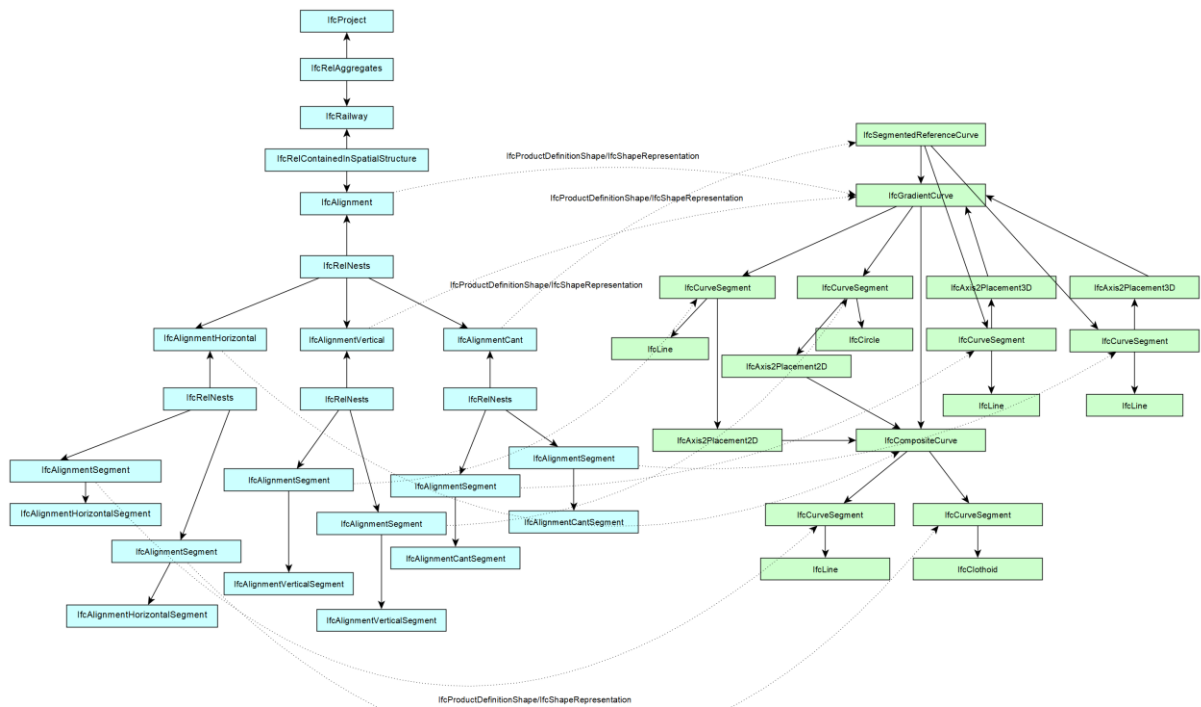 IfcProject
IfcRelAggregates
IfcRailway
IfcSegmentedReferenceCurve
IfcRelContainedInSpatialStructure
IfcProductDefinitionShape/IfcShapeRepresentation
IfcAlignment
IfcProductDefinitionShape/IfcShapeRepresentation
IfcGradientCurve
IfcRelNests
IfcProductDefinitionShape/IfcShapeRepresentation
IfcCurveSegment
IfcCurveSegment
IfcAxis2Placement3D
IfcAxis2Placement3D
IfcAlignmentHorizontal
IfcAlignmentVertical
IfcAlignmentCant
IfcLine
IfcCircle
IfcCurveSegment
IfcCurveSegment
IfcAxis2Placement2D
IfcRelNests
IfcRelNests
IfcRelNests
IfcLine
IfcLine
IfcAxis2Placement2D
IfcCompositeCurve
IfcAlignmentSegment
IfcAlignmentSegment
IfcAlignmentSegment
IfcAlignmentSegment
IfcAlignmentHorizontalSegment
IfcAlignmentSegment
IfcAlignmentCantSegment
IfcCurveSegment
IfcCurveSegment
IfcAlignmentSegment
IfcAlignmentCantSegment
IfcLine
IfcClothoid
IfcAlignmentVerticalSegment
IfcAlignmentHorizontalSegment
IfcAlignmentVerticalSegment
IfcProductDefinitionShape/IfcShapeRepresentation